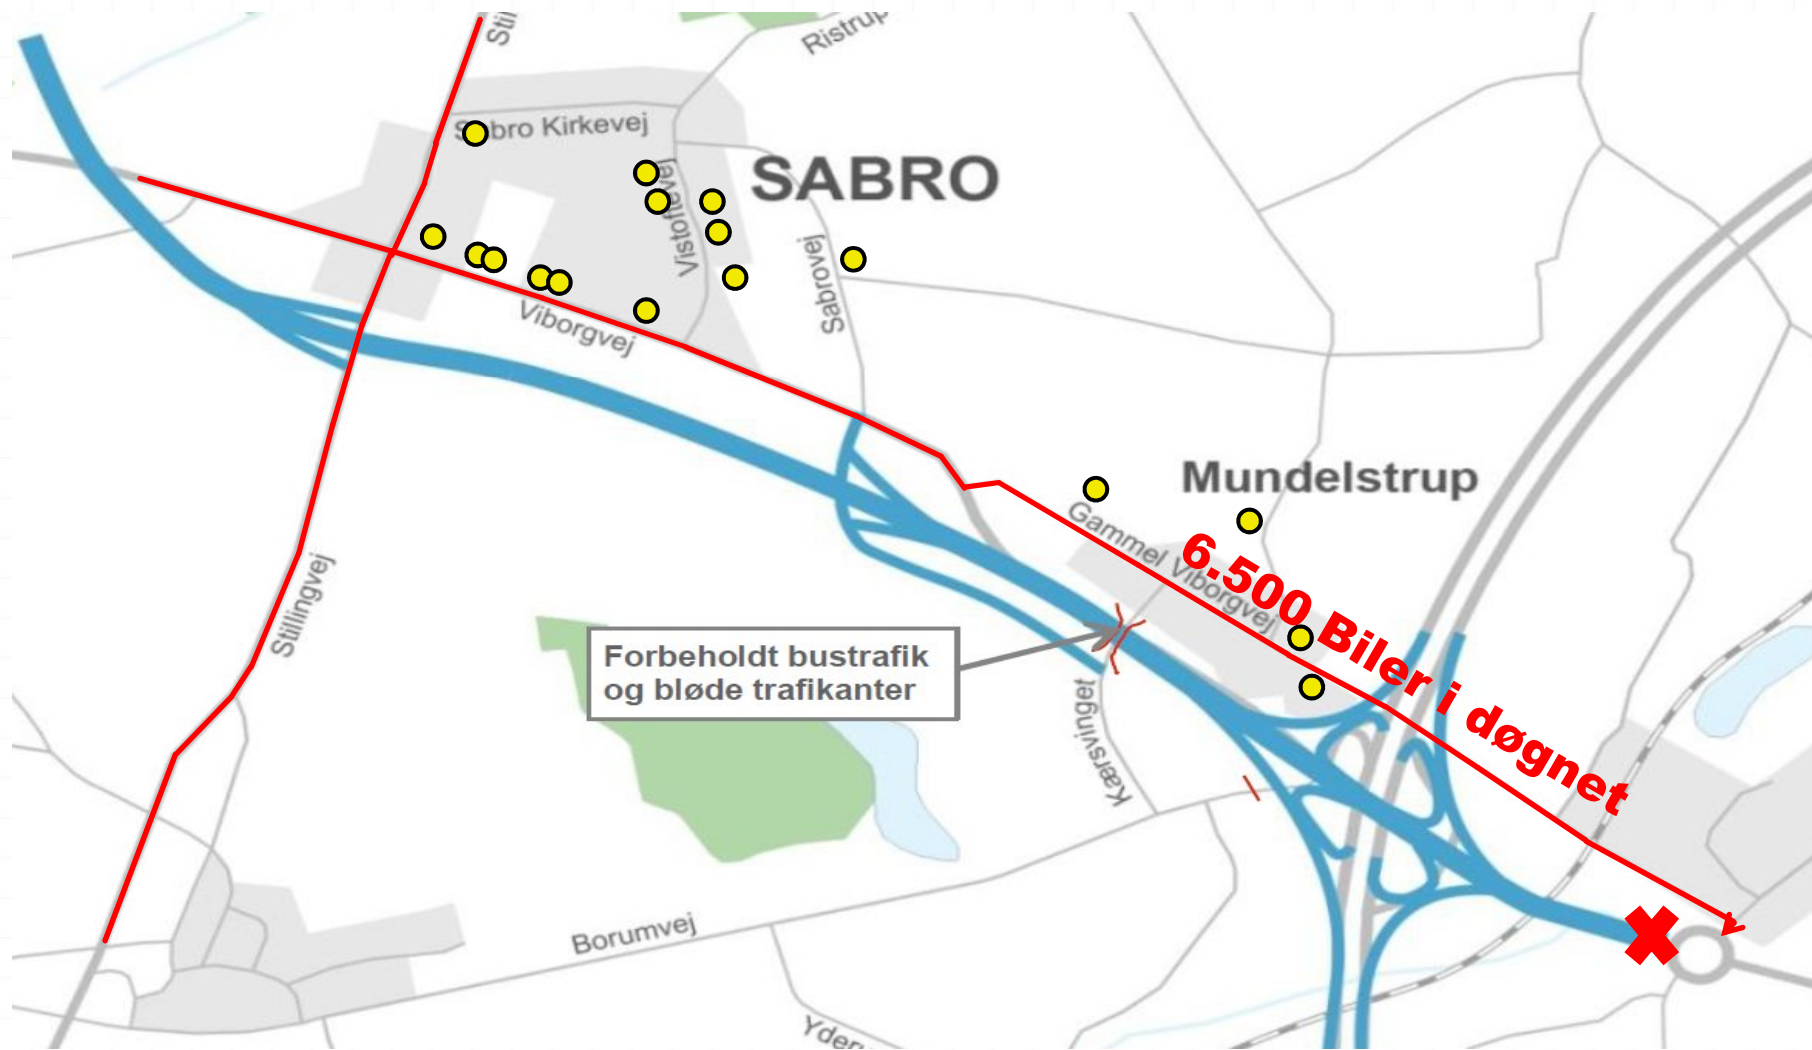 Ristrup
Sabro Kirkevej
SABRO
Vistoftevej
Sabrovej
Viborgvej
Mundelstrup
Gammel Viborgvej
6.500 Biler i døgnet
Stillingvej
Forbeholdt bustrafik
og bløde trafikanter
Kærsvinget
Borumvej